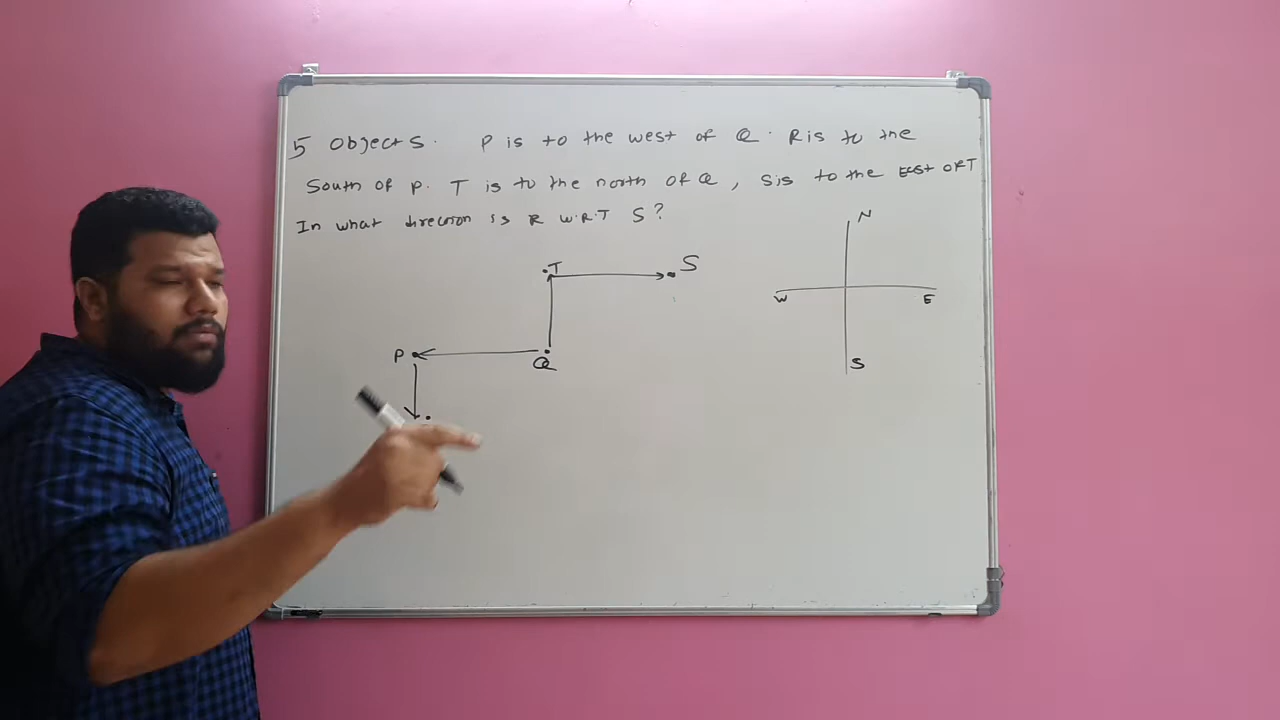 5 Objects. P is to the west of Q. R is to the
South of P. T is to the north of Q, S is to the East OF T
In what direction is R W.R.T S?
N
.T
S
W
E
P
Q
S